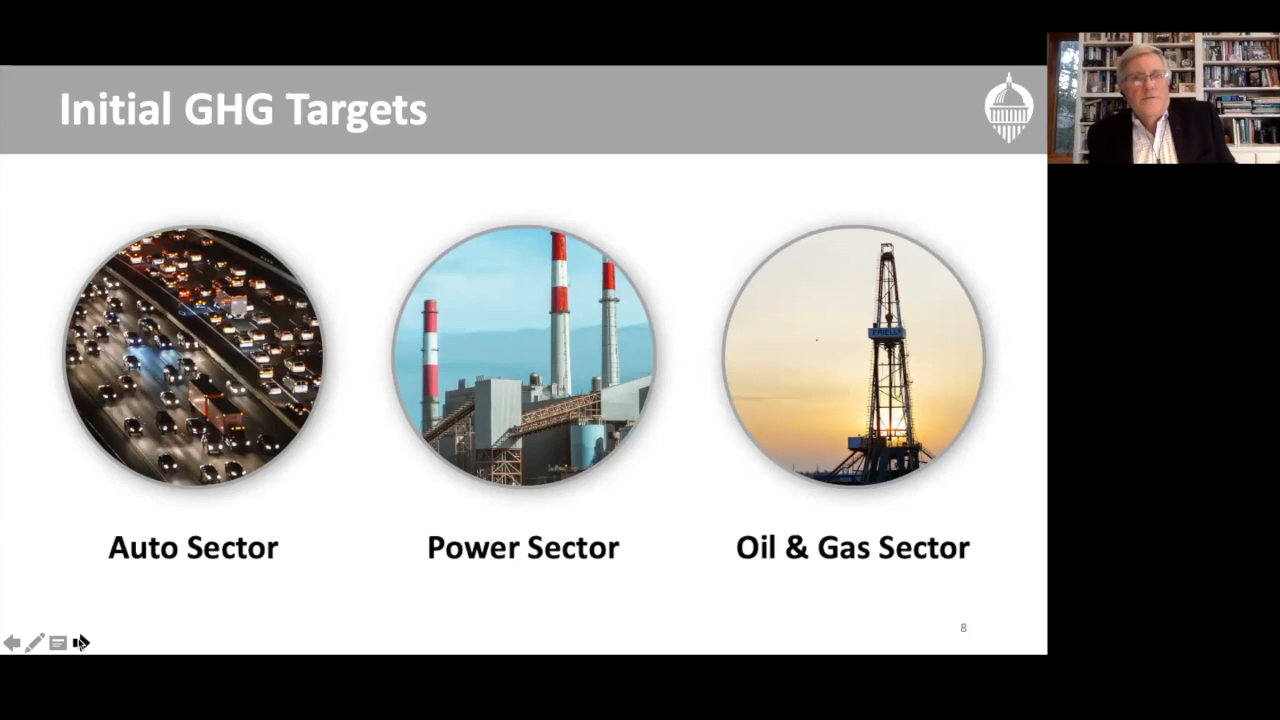 Initial GHG Targets
Auto Sector
Power Sector
Oil & Gas Sector
8